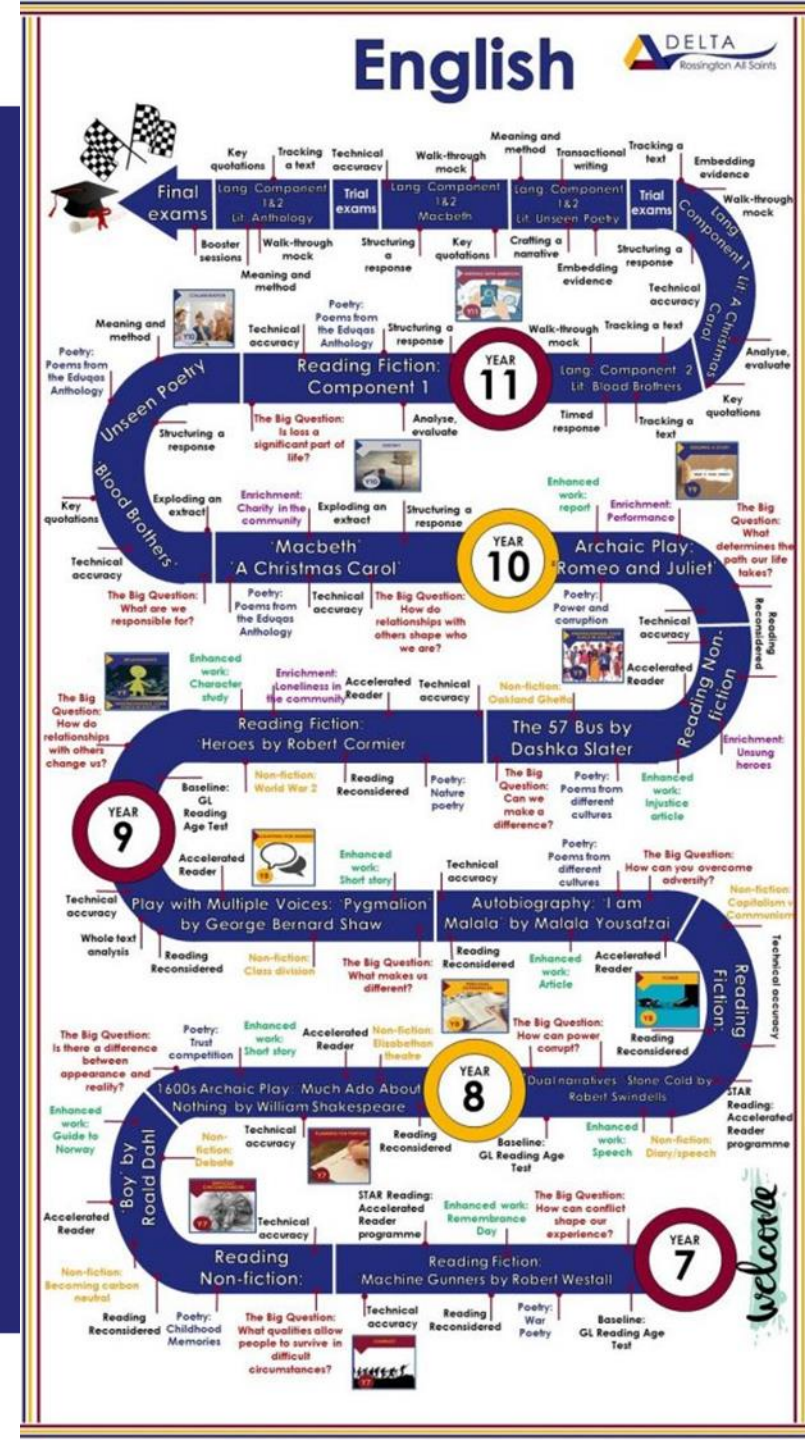 English
DELTA
Rossington All Saints
Key
quotations
Tracking
a text
Technical
accuracy
Walk-through
mock
Meaning and
method
Transactional
writing
Tracking a
text
Embedding
evidence
Walk-through
mock
Final
exams
Lang: Component
1&2
Lit: Anthology
Trial
exams
Lang: Component
1&2
Macbeth
Lang: Component
1&2
Lit: Unseen Poetry
Trial
exams
Lang: Component 1 Lit: A Christmas
Carol
Booster
sessions
Walk-through
mock
Meaning and
method
Structuring
a
response
Key
quotations
Crafting a
narrative
Embedding
evidence
Structuring a
response
Technical
accuracy
Analyse,
evaluate
Key
quotations
Meaning and
method
Technical
accuracy
Poetry:
Poems from
the Eduqas
Anthology
Structuring a
response
Walk-through
mock
Tracking a text
Poetry:
Poems from
the Eduqas
Anthology
Reading Fiction:
Component 1
YEAR
11
Lang: Component 2
Lit: Blood Brothers
Unseen Poetry
'Blood Brothers'
Structuring a
response
The Big Question:
Is loss a
significant part of
life?
Analyse,
evaluate
Timed
response
Tracking a
text
Key
quotations
Technical
accuracy
Exploding an
extract
Enrichment:
Charity in the
community
Exploding an
extract
Structuring a
response
Enhanced
work:
report
Enrichment:
Performance
The Big
Question:
What
determines the
path our life
takes?
'Macbeth'
'A Christmas Carol'
YEAR
10
Archaic Play:
'Romeo and Juliet'
The Big Question:
What are we
responsible for?
Poetry:
Poems from
the Eduqas
Anthology
Technical
accuracy
The Big Question:
How do
relationships with
others shape who
we are?
Poetry:
Power and
corruption
Technical
accuracy
Reading
Reconsidered
Accelerated
Reader
Reading Non-
fiction
Enrichment:
Unsung
heroes
The Big
Question:
How do
relationships
with others
change us?
Enhanced
work:
Character
study
Enrichment:
Loneliness in
the community
Accelerated
Reader
Technical
accuracy
Non-fiction:
Oakland Ghetto
Reading Fiction:
'Heroes by Robert Cormier
The 57 Bus by
Dashka Slater
Baseline:
GL
Reading
Age Test
Non-fiction:
World War 2
Reading
Reconsidered
Poetry:
Nature
poetry
The Big
Question:
Can we
make a
difference?
Poetry:
Poems from
different
cultures
Enhanced
work:
Injustice
article
YEAR
9
Accelerated
Reader
Enhanced
work:
Short story
Technical
accuracy
Poetry:
Poems from
different
cultures
The Big Question:
How can you overcome
adversity?
Non-fiction:
Capitalism v
Communism
Technical
accuracy
Play with Multiple Voices: 'Pygmalion'
by George Bernard Shaw
Autobiography: 'I am
Malala' by Malala Yousafzai
Reading
Fiction:
Technical accuracy
Whole text
analysis
Reading
Reconsidered
Non-fiction:
Class division
The Big Question:
What makes us
different?
Reading
Reconsidered
Enhanced
work:
Article
Accelerated
Reader
Reading
Reconsidered
The Big Question:
Is there a difference
between
appearance and
reality?
Poetry:
Trust
competition
Enhanced
work:
Short story
Accelerated
Reader
Non-fiction:
Elizabethan
theatre
The Big Question:
How can power
corrupt?
1600s Archaic Play: Much Ado About
Nothing by William Shakespeare
YEAR
8
Dual narratives: Stone Cold by
Robert Swindells
STAR
Reading:
Accelerated
Reader
programme
Enhanced
work:
Guide to
Norway
'Boy' by
Roald Dahl
Non-
fiction:
Debate
Technical
accuracy
Reading
Reconsidered
Baseline:
GL Reading Age
Test
Enhanced
work:
Speech
Non-fiction:
Diary/speech
Accelerated
Reader
Technical
accuracy
STAR Reading:
Accelerated
Reader
programme
Enhanced work:
Remembrance
Day
The Big Question:
How can conflict
shape our
experience?
welcome
Non-fiction:
Becoming carbon
neutral
Reading
Non-fiction:
Reading Fiction:
'Machine Gunners by Robert Westall
YEAR
7
Reading
Reconsidered
Poetry:
Childhood
Memories
The Big Question:
What qualities allow
people to survive in
difficult
circumstances?
Technical
accuracy
Reading
Reconsidered
Poetry:
War
Poetry
Baseline:
GL Reading Age
Test